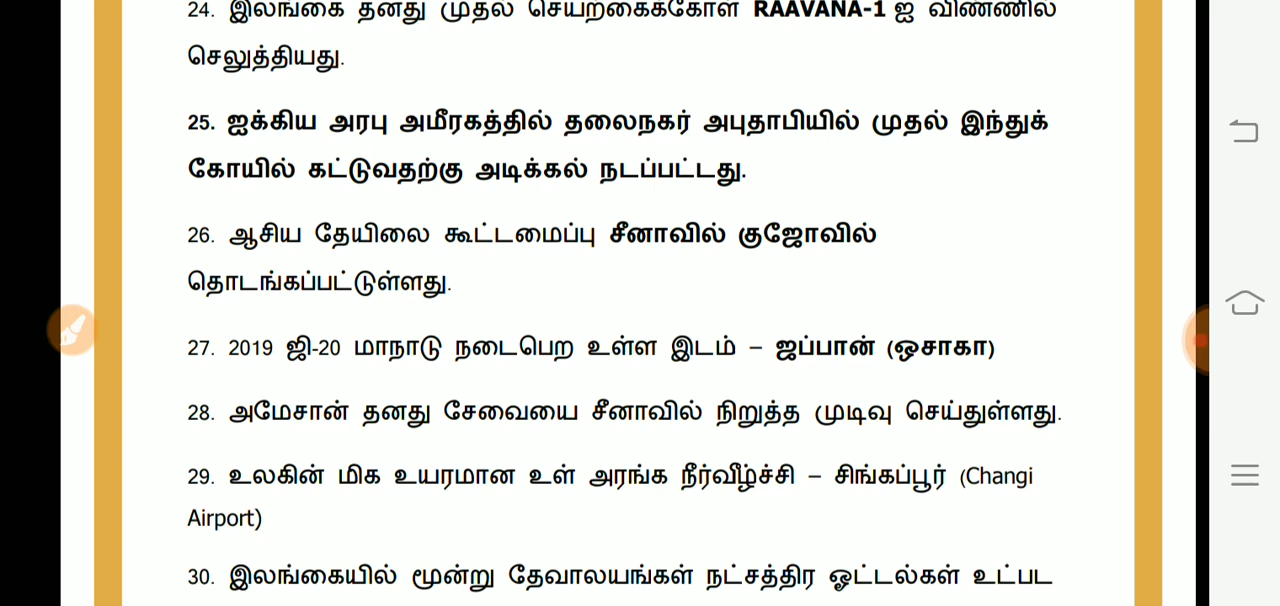 24. இலங்கை தனது முதல் செயற்கைக்கோள் RAAVANA-1 ஐ விண்ணில்
செலுத்தியது.
25. ஐக்கிய அரபு அமீரகத்தில் தலைநகர் அபுதாபியில் முதல் இந்துக்
கோயில் கட்டுவதற்கு அடிக்கல் நடப்பட்டது.
26. ஆசிய தேயிலை கூட்டமைப்பு சீனாவில் குஜோவில்
தொடங்கப்பட்டுள்ளது.
27. 2019 ஜி-20 மாநாடு நடைபெற உள்ள இடம் – ஜப்பான் (ஒசாகா)
28. அமேசான் தனது சேவையை சீனாவில் நிறுத்த முடிவு செய்துள்ளது.
29. உலகின் மிக உயரமான உள் அரங்க நீர்வீழ்ச்சி – சிங்கப்பூர் (Changi
Airport)
30. இலங்கையில் மூன்று தேவாலயங்கள் நட்சத்திர ஓட்டல்கள் உட்பட